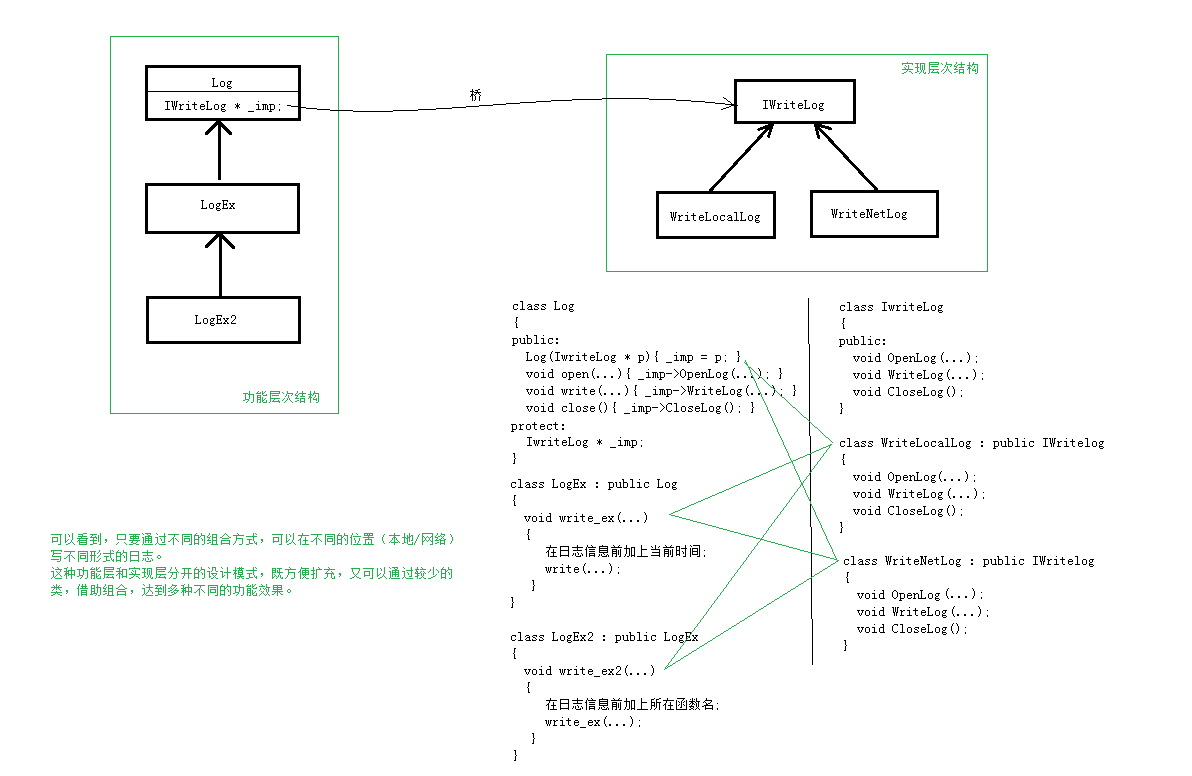 Log
IWriteLog * _imp;
LogEx
LogEx2
功能层次结构
桥
实现层次结构
IWriteLog
WriteLocalLog
WriteNetLog
class Log
{
public:
Log(IwriteLog * p){ _imp = p; }
void open(...){ _imp->OpenLog(...); }
void write(...){ _imp->WriteLog(...); }
void close(){ _imp->CloseLog(); }
protect:
IwriteLog * _imp;
}
class LogEx : public Log
{
void write_ex(...)
{
在日志信息前加上当前时间;
write(...);
}
}
class LogEx2 : public LogEx
{
void write_ex2(...)
{
在日志信息前加上所在函数名;
write_ex(...);
}
}
class IwriteLog
{
public:
void OpenLog(...);
void WriteLog(...);
void CloseLog();
}
class WriteLocalLog : public IWritelog
{
void OpenLog(...);
void WriteLog(...);
void CloseLog();
}
class WriteNetLog : public IWritelog
{
void OpenLog(...);
void WriteLog(...);
void CloseLog();
}
可以看到，只要通过不同的组合方式，可以在不同的位置（本地/网络）
写不同形式的日志。
这种功能层和实现层分开的设计模式，既方便扩充，又可以通过较少的
类，借助组合，达到多种不同的功能效果。